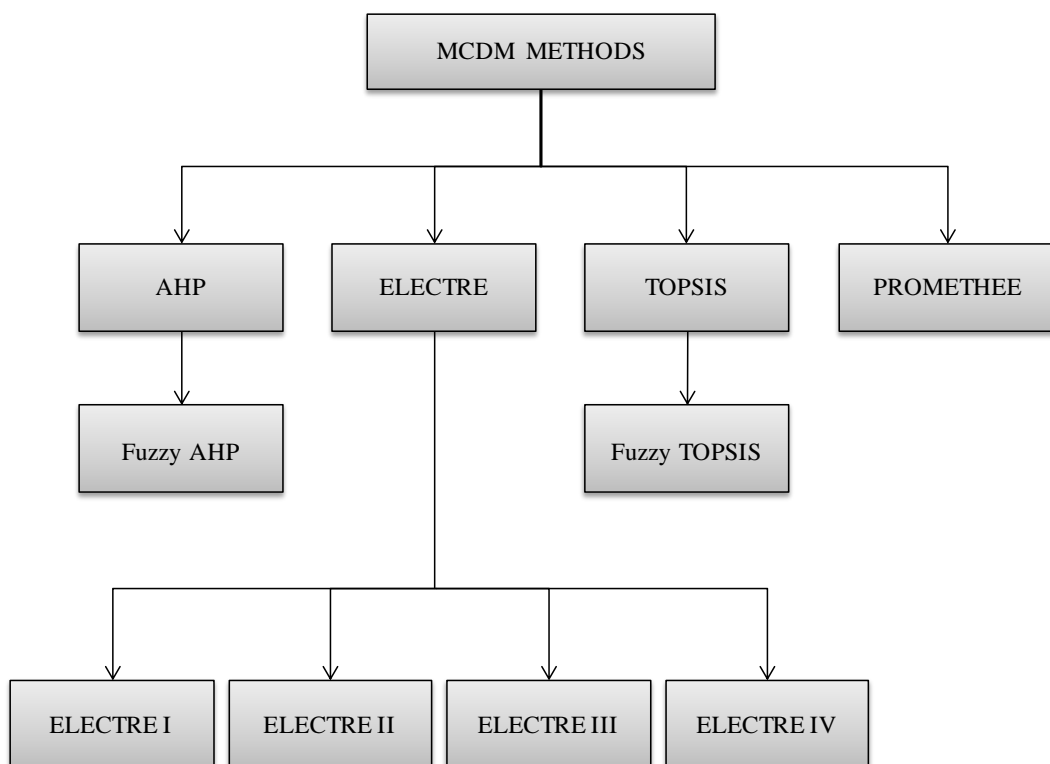 MCDM METHODS
AHP
ELECTRE
TOPSIS
PROMETHEE
Fuzzy AHP
Fuzzy TOPSIS
ELECTRE I
ELECTRE II
ELECTRE III
ELECTRE IV